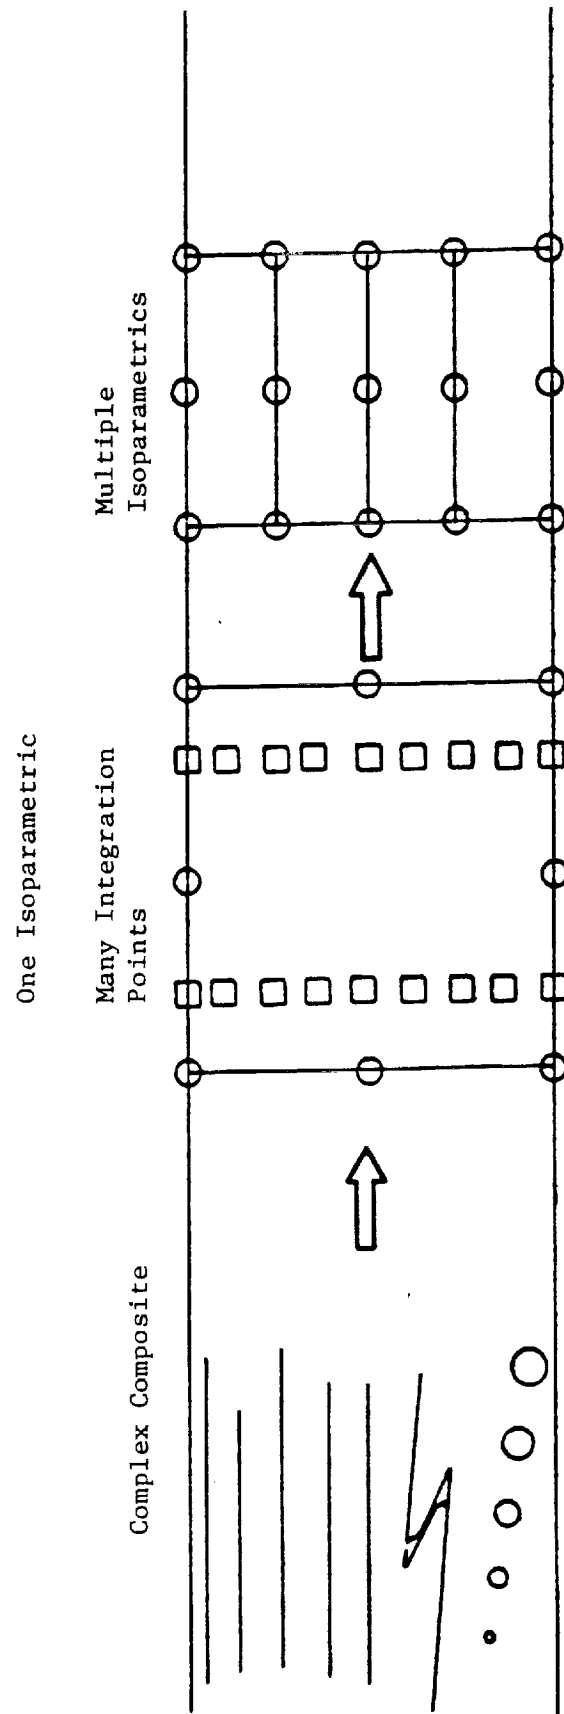 Complex Composite
One Isoparametric
Many Integration
Points
Multiple
Isoparametrics